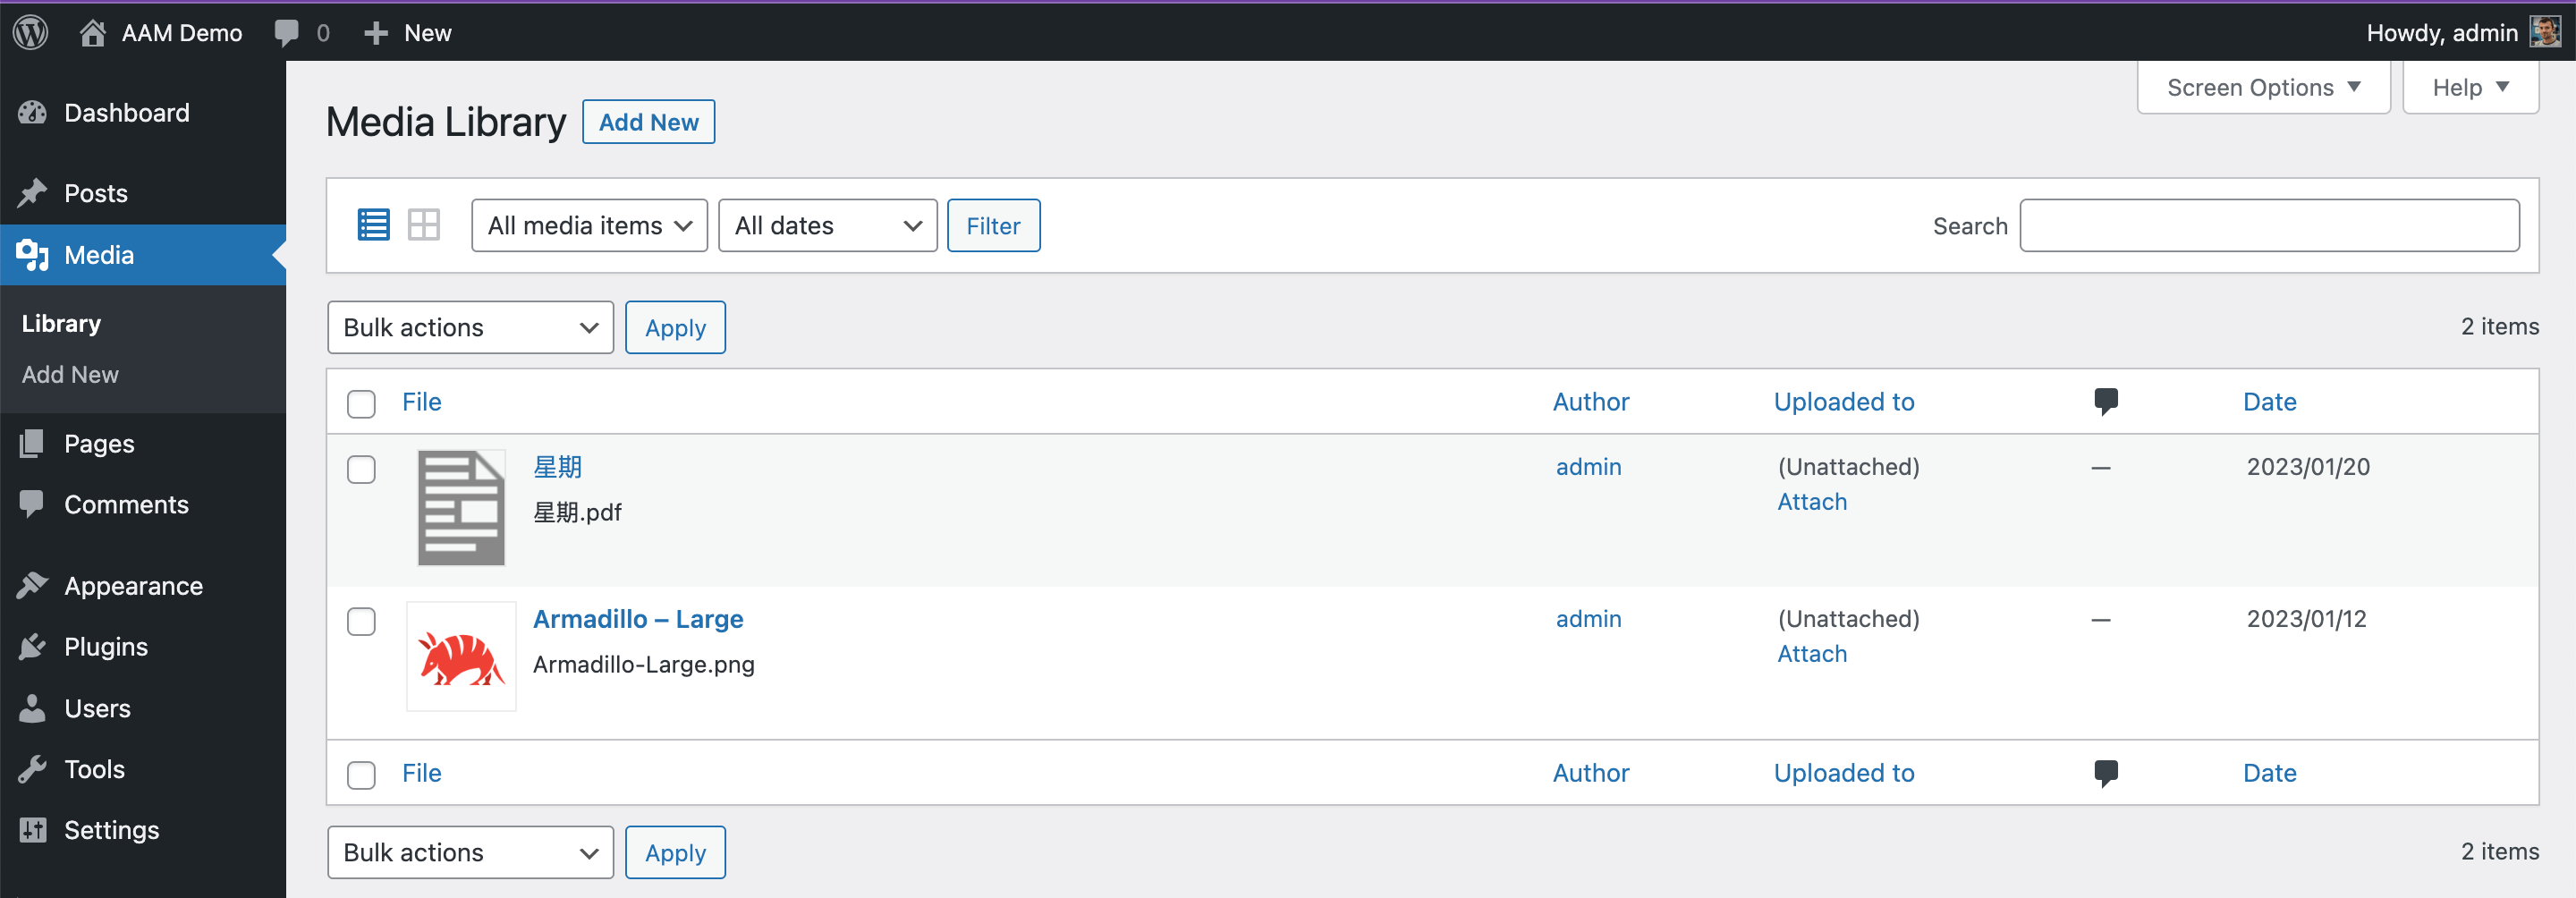 AAM Demo 0 New Howdy, admin
Dashboard
Posts
Media
Library
Add New
Pages
Comments
Appearance
Plugins
Users
Tools
Settings
Screen Options Help
Media Library Add New
All media items All dates Filter Search
Bulk actions Apply 2 items
File Author Uploaded to Date
星期 admin (Unattached) — 2023/01/20
Attach
星期.pdf
Armadillo – Large admin (Unattached) — 2023/01/12
Attach
Armadillo-Large.png
File Author Uploaded to Date
Bulk actions Apply 2 items